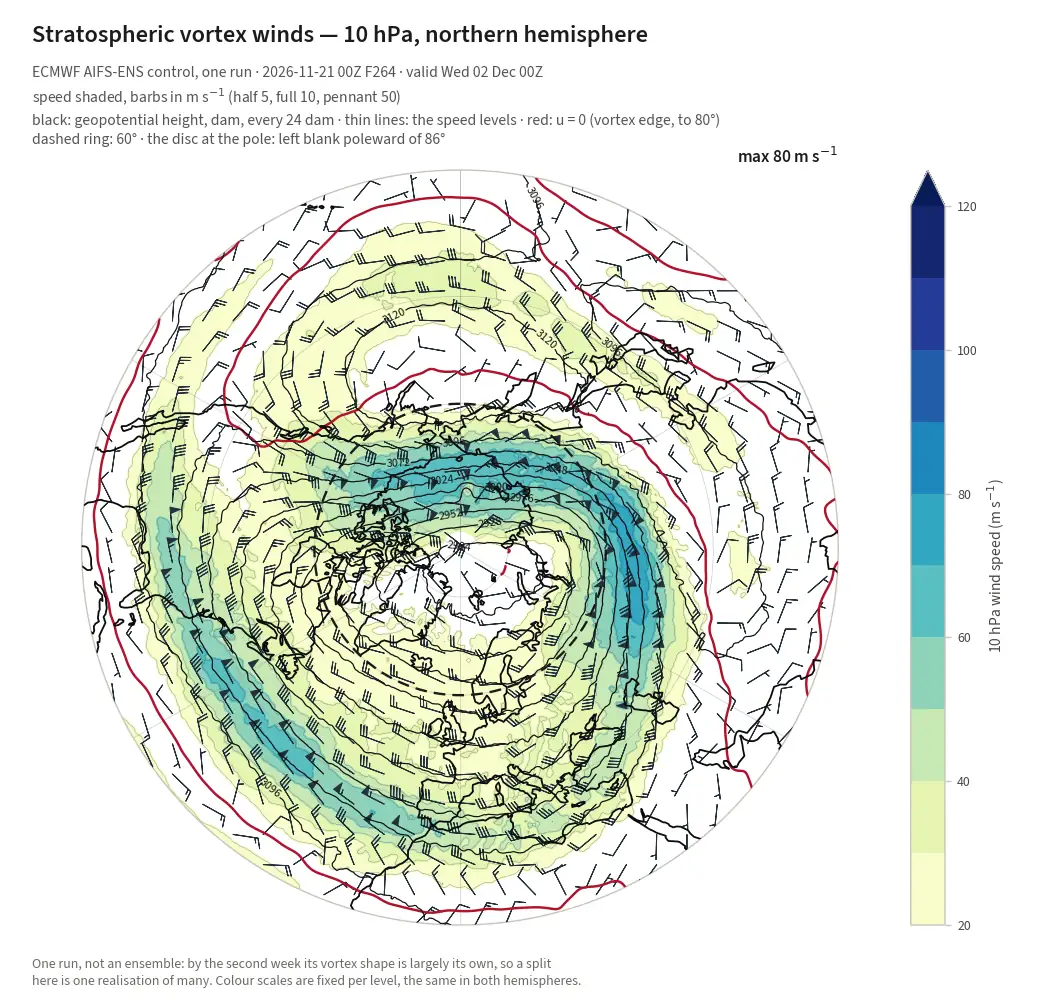 Stratospheric vortex winds — 10 hPa, northern hemisphere
ECMWF AIFS-ENS control, one run · 2026-11-21 00Z F264 · valid Wed 02 Dec 00Z
speed shaded, barbs in m s⁻¹ (half 5, full 10, pennant 50)
black: geopotential height, dam, every 24 dam · thin lines: the speed levels · red: u = 0 (vortex edge, to 80°)
dashed ring: 60° · the disc at the pole: left blank poleward of 86°
max 80 m s⁻¹
120
100
80
60
40
20
10 hPa wind speed (m s⁻¹)
3096
3120
3120
3096
3072
3024
2952
3096
One run, not an ensemble: by the second week its vortex shape is largely its own, so a split
here is one realisation of many. Colour scales are fixed per level, the same in both hemispheres.